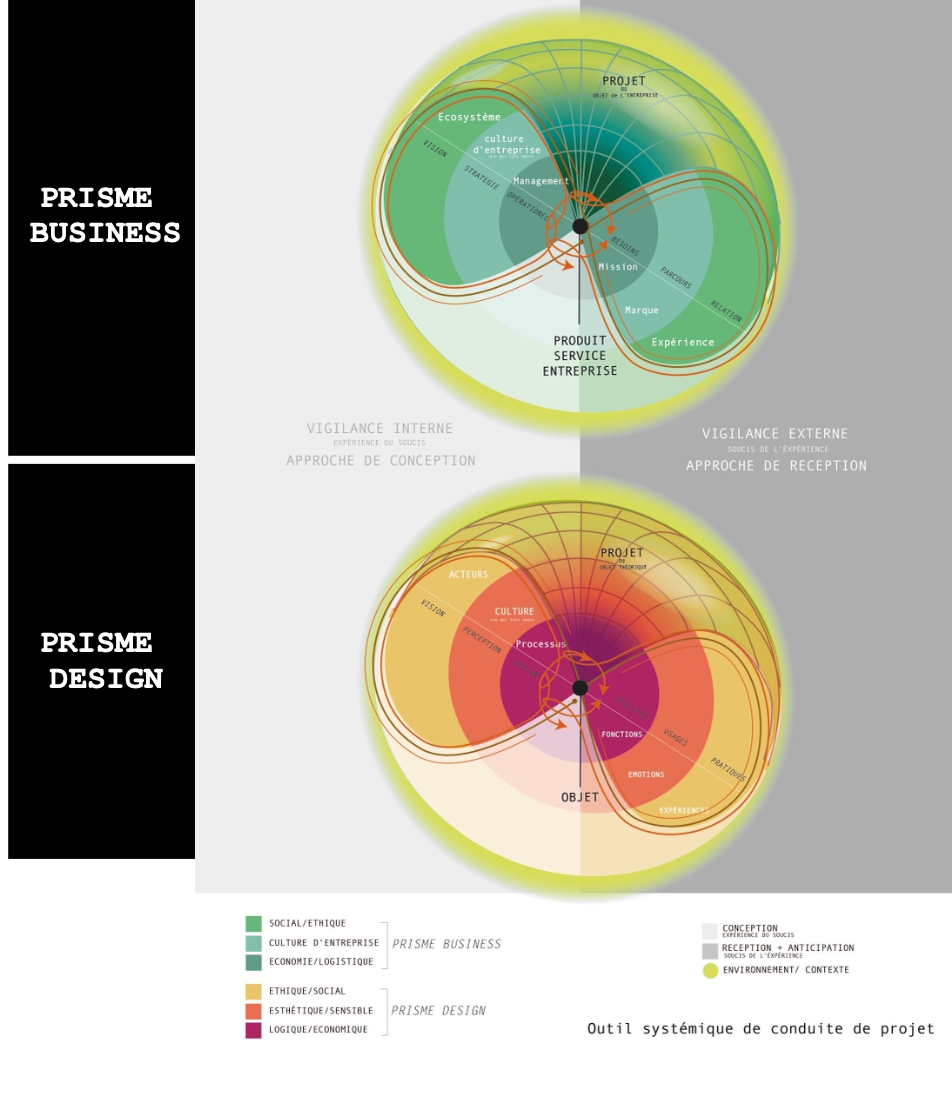 PRISME
BUSINESS
PROJET
OU
OBJET de L'ENTREPRISE
Ecosystème
culture
d'entreprise
Management
VISION
STRATEGIE
BESOINS
PARCOURS
RELATION
Mission
Marque
Expérience
PRODUIT
SERVICE
ENTREPRISE
VIGILANCE INTERNE
EXPÉRIENCE DU SOUCIS
APPROCHE DE CONCEPTION
VIGILANCE EXTERNE
SOUCIS DE L'ÉXPÉRIENCE
APPROCHE DE RECEPTION
PRISME
DESIGN
PROJET
OU
OBJET THÉORIQUE
ACTEURS
CULTURE
Processus
VISION
PERCEPTION
USAGES
PRATIQUES
FONCTIONS
EMOTIONS
EXPÉRIENCES
OBJET
SOCIAL/ETHIQUE
CULTURE D'ENTREPRISE
ECONOMIE/LOGISTIQUE
PRISME BUSINESS
ETHIQUE/SOCIAL
ESTHÉTIQUE/SENSIBLE
LOGIQUE/ECONOMIQUE
PRISME DESIGN
CONCEPTION
EXPÉRIENCE DU SOUCIS
RECEPTION + ANTICIPATION
SOUCIS DE L'ÉXPÉRIENCE
ENVIRONNEMENT/ CONTEXTE
Outil systémique de conduite de projet